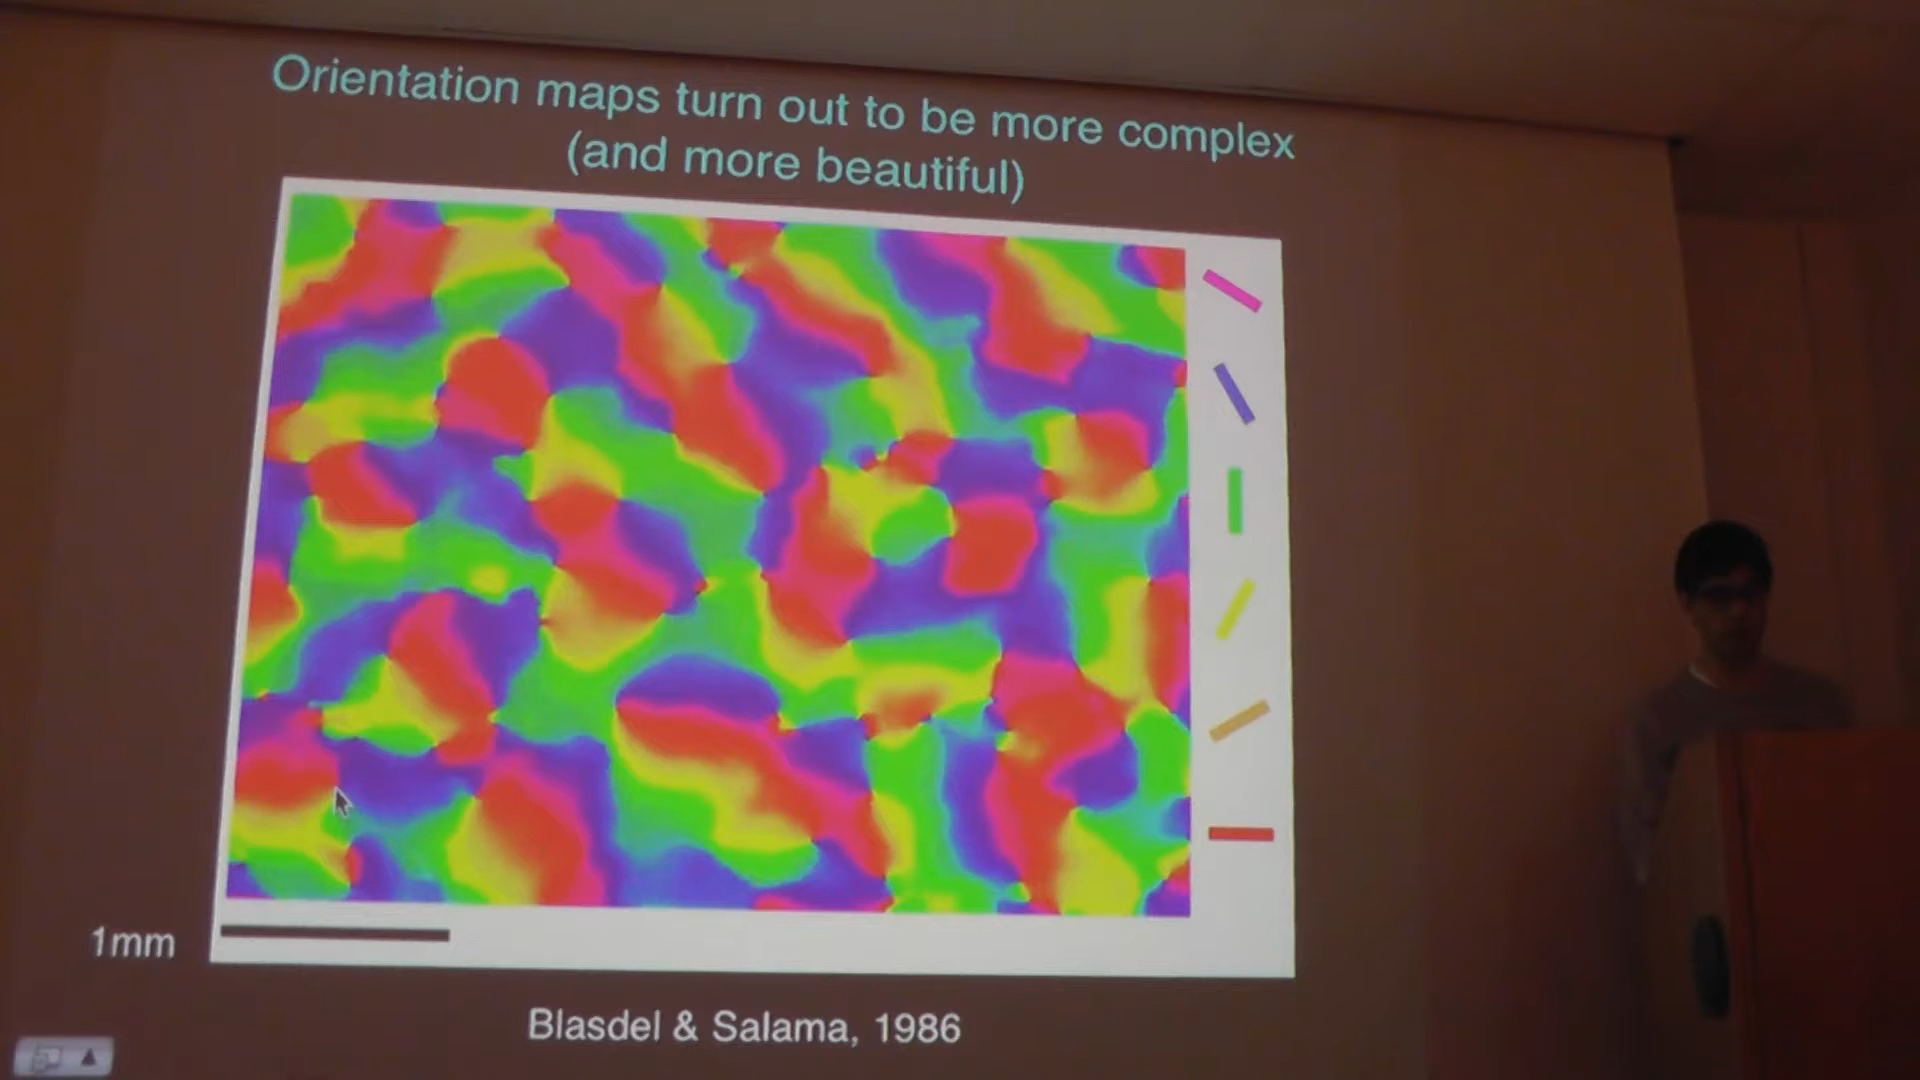 Orientation maps turn out to be more complex
(and more beautiful)
1mm
Blasdel & Salama, 1986